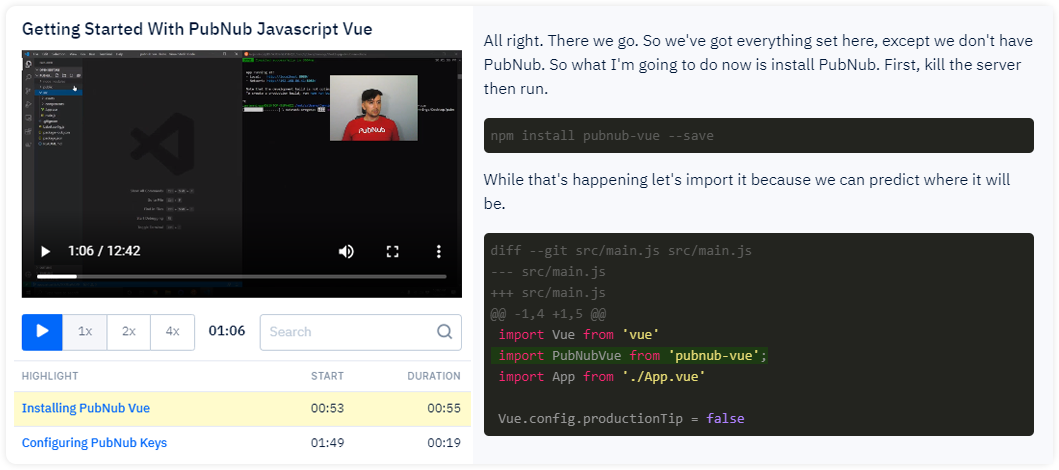 Getting Started With PubNub Javascript Vue
PubNub
1:06 / 12:42
1x
2x
4x
01:06
Search
HIGHLIGHT START DURATION
Installing PubNub Vue 00:53 00:55
Configuring PubNub Keys 01:49 00:19
All right. There we go. So we've got everything set here, except we don't have
PubNub. So what I'm going to do now is install PubNub. First, kill the server
then run.
npm install pubnub-vue --save
While that's happening let's import it because we can predict where it will
be.
diff --git src/main.js src/main.js
--- src/main.js
+++ src/main.js
@@ -1,4 +1,5 @@
import Vue from 'vue'
import PubNubVue from 'pubnub-vue';
import App from './App.vue'
Vue.config.productionTip = false